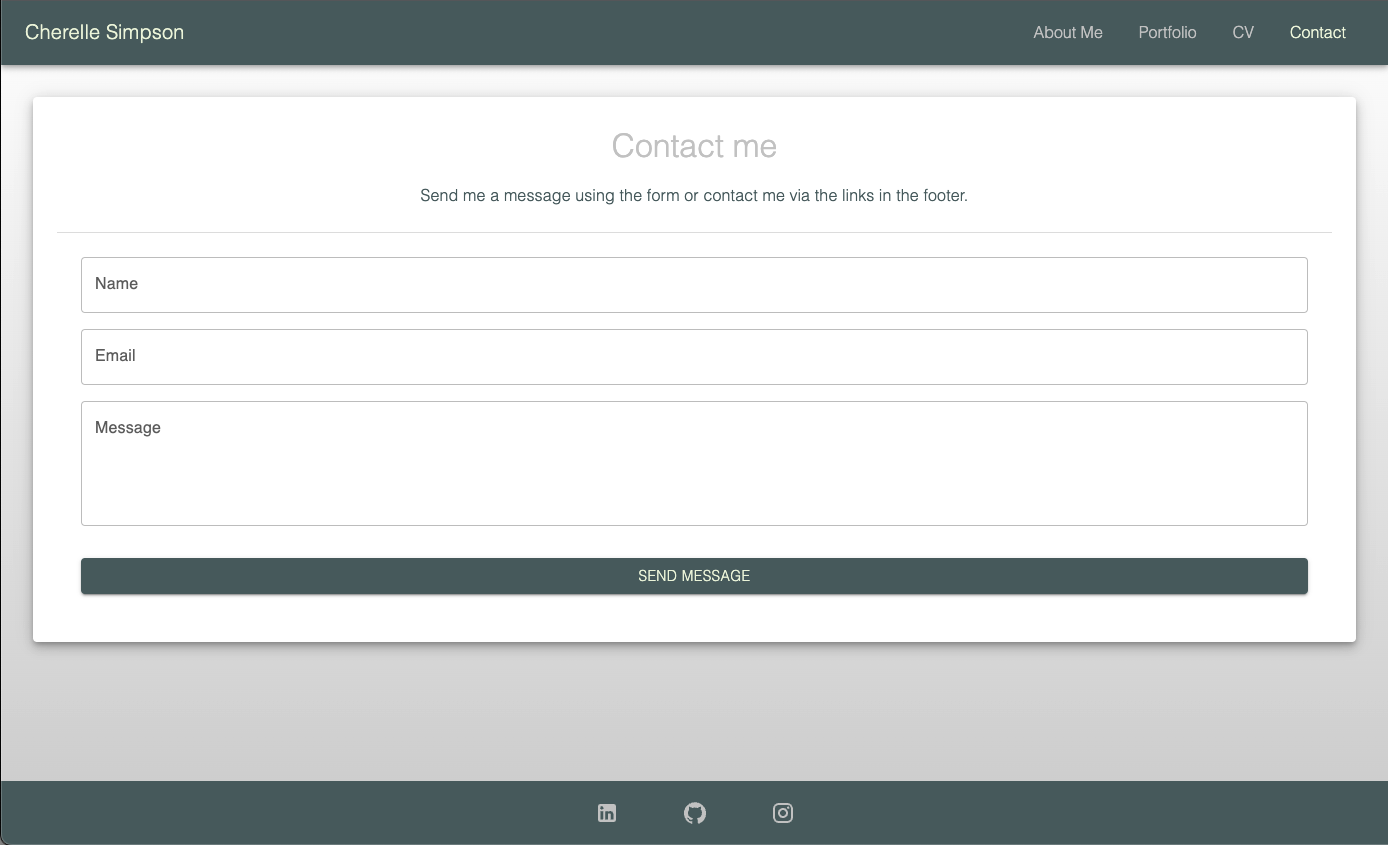 Cherelle Simpson
About Me Portfolio CV Contact
Contact me
Send me a message using the form or contact me via the links in the footer.
Name
Email
Message
SEND MESSAGE
in